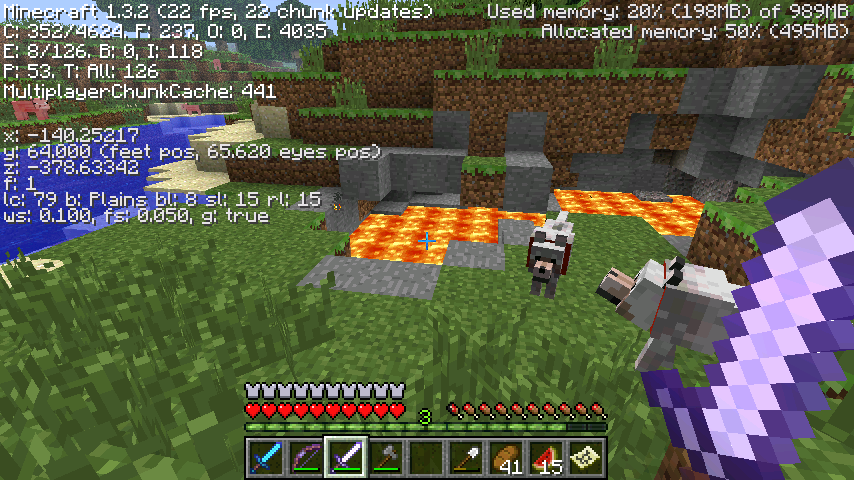 Minecraft 1.3.2 (22 fps, 22 chunk updates)
Used memory: 20% (198MB) of 989MB
C: 352/4624. F: 237, O: 0, E: 4035
Allocated memory: 50% (495MB)
E: 8/126, B: 0, I: 118
P: 53, T: All: 126
MultiplayerChunkCache: 441
x: -140.25217
y: 64.000 (feet pos, 65.620 eyes pos)
z: -378.63342
f: 1
lc: 79 b: Plains bl: 8 sl: 15 rl: 15
ws: 0.100, fs: 0.050, g: true
3
41
15